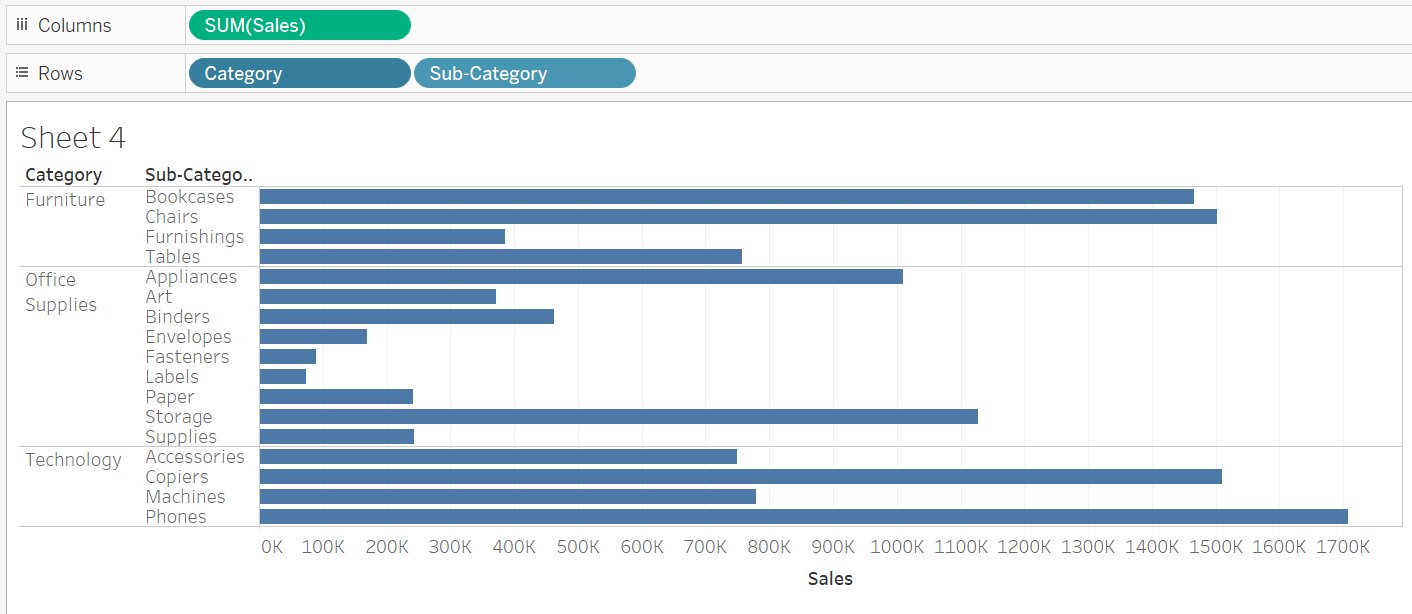 Columns SUM(Sales)
Rows Category Sub-Category
Sheet 4
Category Sub-Catego..
Furniture Bookcases
Chairs
Furnishings
Tables
Office Supplies Appliances
Art
Binders
Envelopes
Fasteners
Labels
Paper
Storage
Supplies
Technology Accessories
Copiers
Machines
Phones
0K 100K 200K 300K 400K 500K 600K 700K 800K 900K 1000K 1100K 1200K 1300K 1400K 1500K 1600K 1700K
Sales